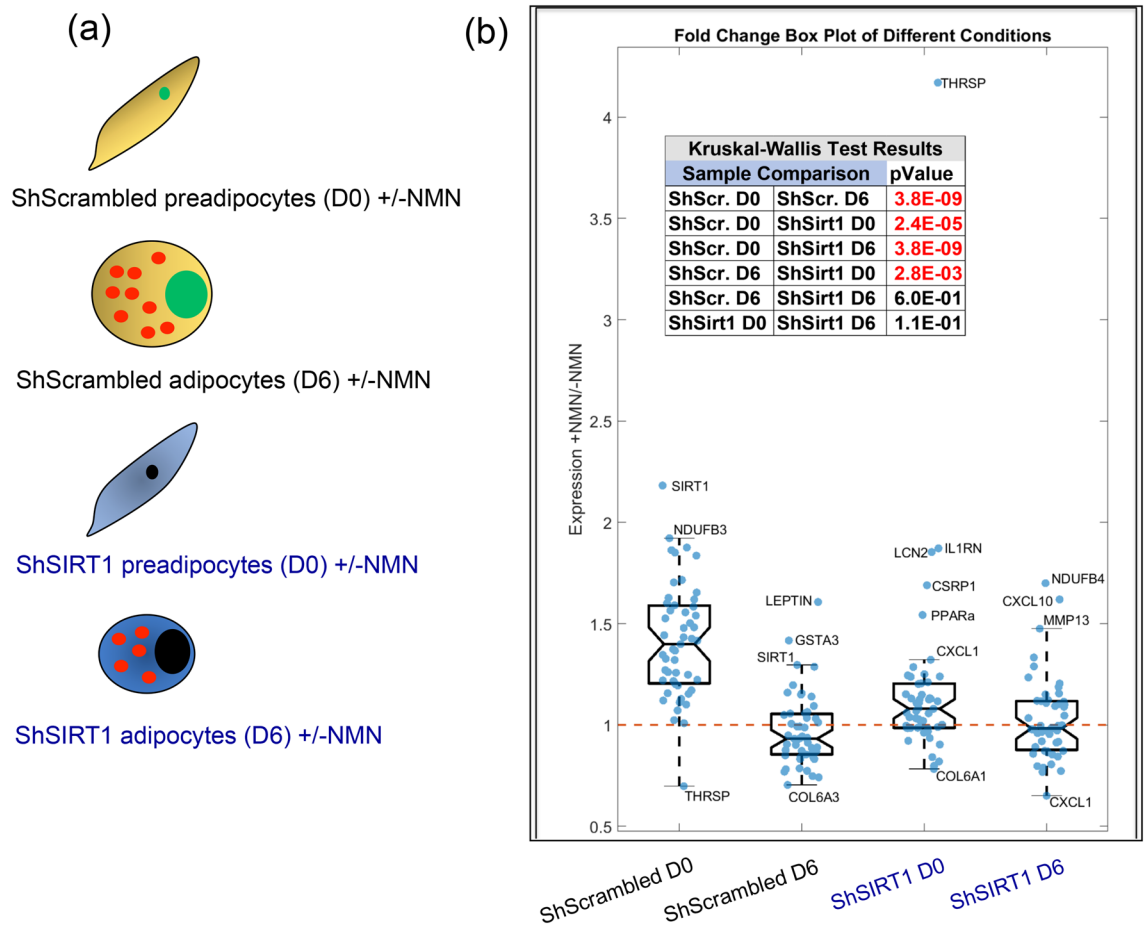 (a)
ShScrambled preadipocytes (D0) +/-NMN
ShScrambled adipocytes (D6) +/-NMN
ShSIRT1 preadipocytes (D0) +/-NMN
ShSIRT1 adipocytes (D6) +/-NMN
(b)
Fold Change Box Plot of Different Conditions
Expression +NMN/-NMN
4
3.5
3
2.5
2
1.5
1
0.5
Kruskal-Wallis Test Results
Sample Comparison pValue
ShScr. D0 ShScr. D6 3.8E-09
ShScr. D0 ShSirt1 D0 2.4E-05
ShScr. D0 ShSirt1 D6 3.8E-09
ShScr. D6 ShSirt1 D0 2.8E-03
ShScr. D6 ShSirt1 D6 6.0E-01
ShSirt1 D0 ShSirt1 D6 1.1E-01
SIRT1
NDUFB3
THRSP
LEPTIN
GSTA3
SIRT1
COL6A3
THRSP
LCN2
IL1RN
CSRP1
PPARa
CXCL1
COL6A1
NDUFB4
CXCL10
MMP13
CXCL1
ShScrambled D0
ShScrambled D6
ShSIRT1 D0
ShSIRT1 D6